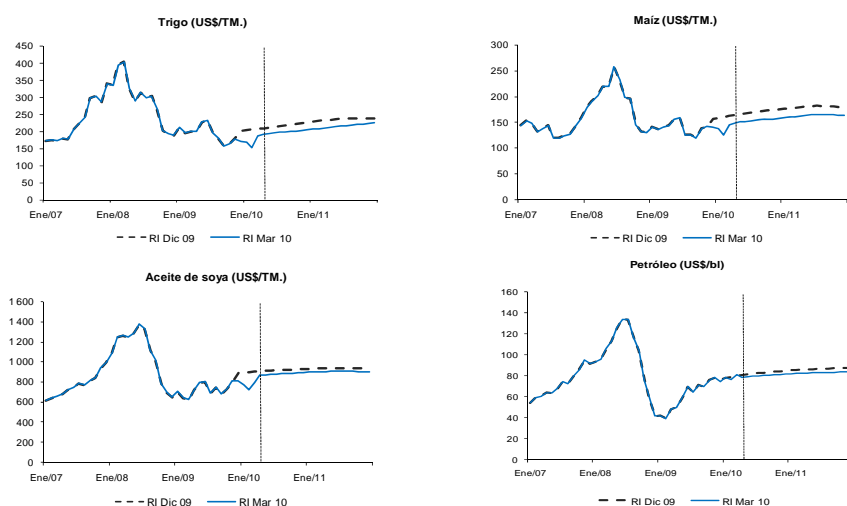 Trigo (US$/TM.)
450
400
350
300
250
200
150
100
50
0
Ene/07 Ene/08 Ene/09 Ene/10 Ene/11
RI Dic 09 RI Mar 10
Maíz (US$/TM.)
300
250
200
150
100
50
0
Ene/07 Ene/08 Ene/09 Ene/10 Ene/11
RI Dic 09 RI Mar 10
Aceite de soya (US$/TM.)
1 600
1 400
1 200
1 000
800
600
400
200
0
Ene/07 Ene/08 Ene/09 Ene/10 Ene/11
RI Dic 09 RI Mar 10
Petróleo (US$/bl)
160
140
120
100
80
60
40
20
0
Ene/07 Ene/08 Ene/09 Ene/10 Ene/11
RI Dic 09 RI Mar 10